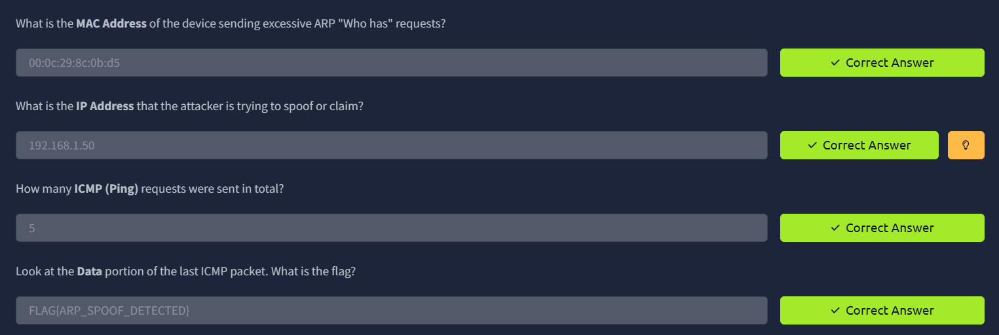 What is the MAC Address of the device sending excessive ARP "Who has" requests?
00:0c:29:8c:0b:d5
Correct Answer
What is the IP Address that the attacker is trying to spoof or claim?
192.168.1.50
Correct Answer
How many ICMP (Ping) requests were sent in total?
5
Correct Answer
Look at the Data portion of the last ICMP packet. What is the flag?
FLAG{ARP_SPOOF_DETECTED}
Correct Answer